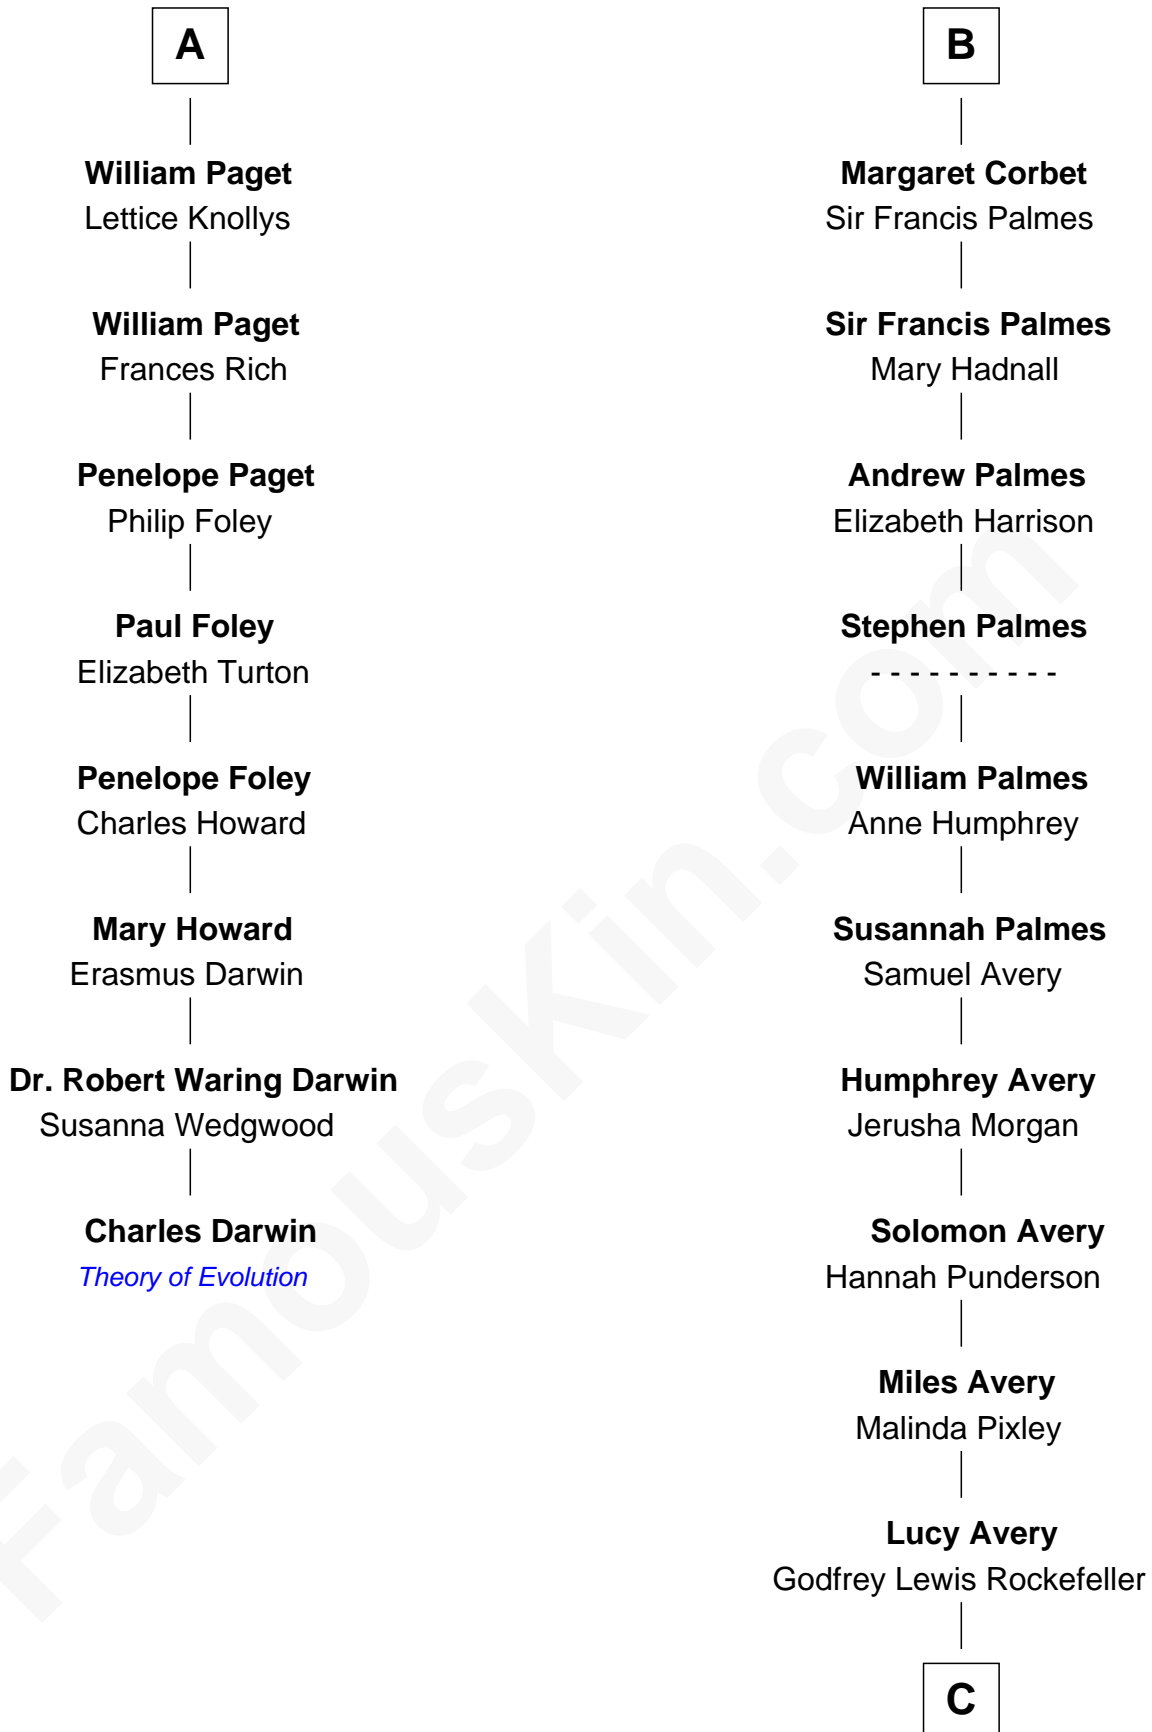 A
William Paget
Lettice Knollys
William Paget
Frances Rich
Penelope Paget
Philip Foley
Paul Foley
Elizabeth Turton
Penelope Foley
Charles Howard
Mary Howard
Erasmus Darwin
Dr. Robert Waring Darwin
Susanna Wedgwood
Charles Darwin
Theory of Evolution
B
Margaret Corbet
Sir Francis Palmes
Sir Francis Palmes
Mary Hadnall
Andrew Palmes
Elizabeth Harrison
Stephen Palmes
- - - - - - - - - -
William Palmes
Anne Humphrey
Susannah Palmes
Samuel Avery
Humphrey Avery
Jerusha Morgan
Solomon Avery
Hannah Punderson
Miles Avery
Malinda Pixley
Lucy Avery
Godfrey Lewis Rockefeller
C
FamousKin.com